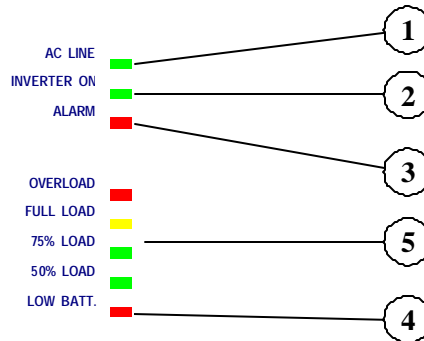 1
AC LINE
INVERTER ON
2
ALARM
3
OVERLOAD
FULL LOAD
75% LOAD
5
50% LOAD
LOW BATT.
4